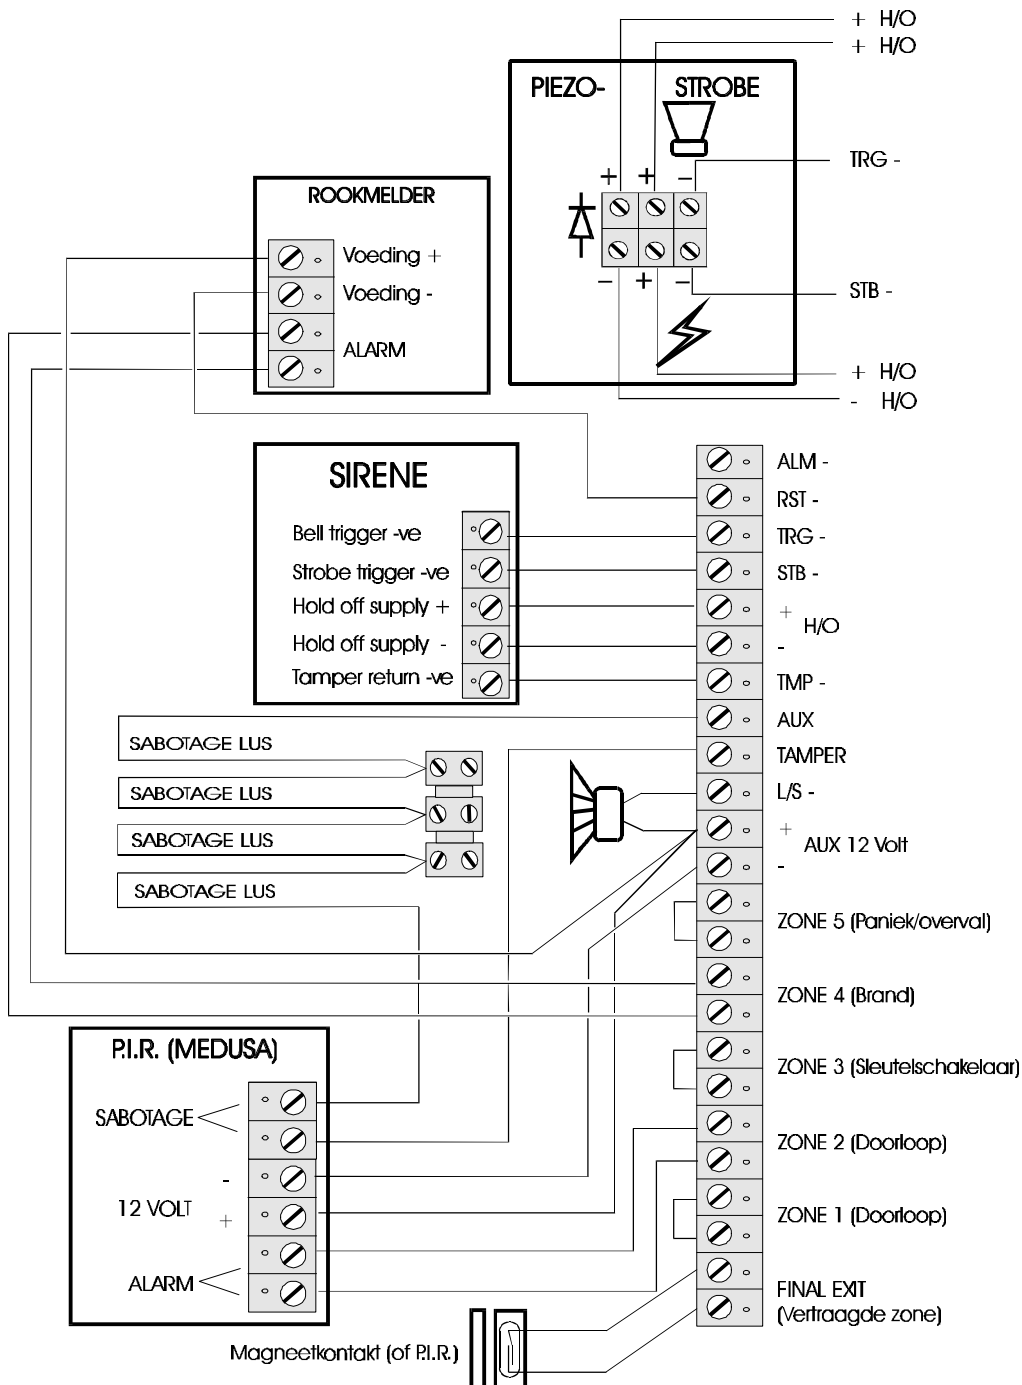 + H/O
+ H/O
PIEZO- STROBE
TRG -
+ + -
- + -
STB -
+ H/O
- H/O
ROOKMELDER
Voeding +
Voeding -
ALARM
SIRENE
Bell trigger -ve
Strobe trigger -ve
Hold off supply +
Hold off supply -
Tamper return -ve
ALM -
RST -
TRG -
STB -
+
H/O
-
TMP -
AUX
TAMPER
L/S -
+
AUX 12 Volt
-
ZONE 5 (Paniek/overval)
ZONE 4 (Brand)
ZONE 3 (Sleutelschakelaar)
ZONE 2 (Doorloop)
ZONE 1 (Doorloop)
FINAL EXIT
(Vertraagde zone)
SABOTAGE LUS
SABOTAGE LUS
SABOTAGE LUS
SABOTAGE LUS
P.I.R. (MEDUSA)
SABOTAGE
-
12 VOLT
+
ALARM
Magneetkontakt (of P.I.R.)